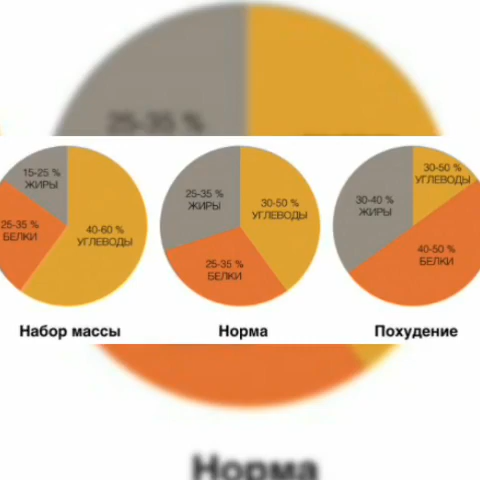 25-35 %
15-25 %
ЖИРЫ
25-35 %
БЕЛКИ
40-60 %
УГЛЕВОДЫ
Набор массы
25-35 %
ЖИРЫ
30-50 %
УГЛЕВОДЫ
25-35 %
БЕЛКИ
Норма
30-50 %
УГЛЕВОДЫ
30-40 %
ЖИРЫ
40-50 %
БЕЛКИ
Похудение
Норма